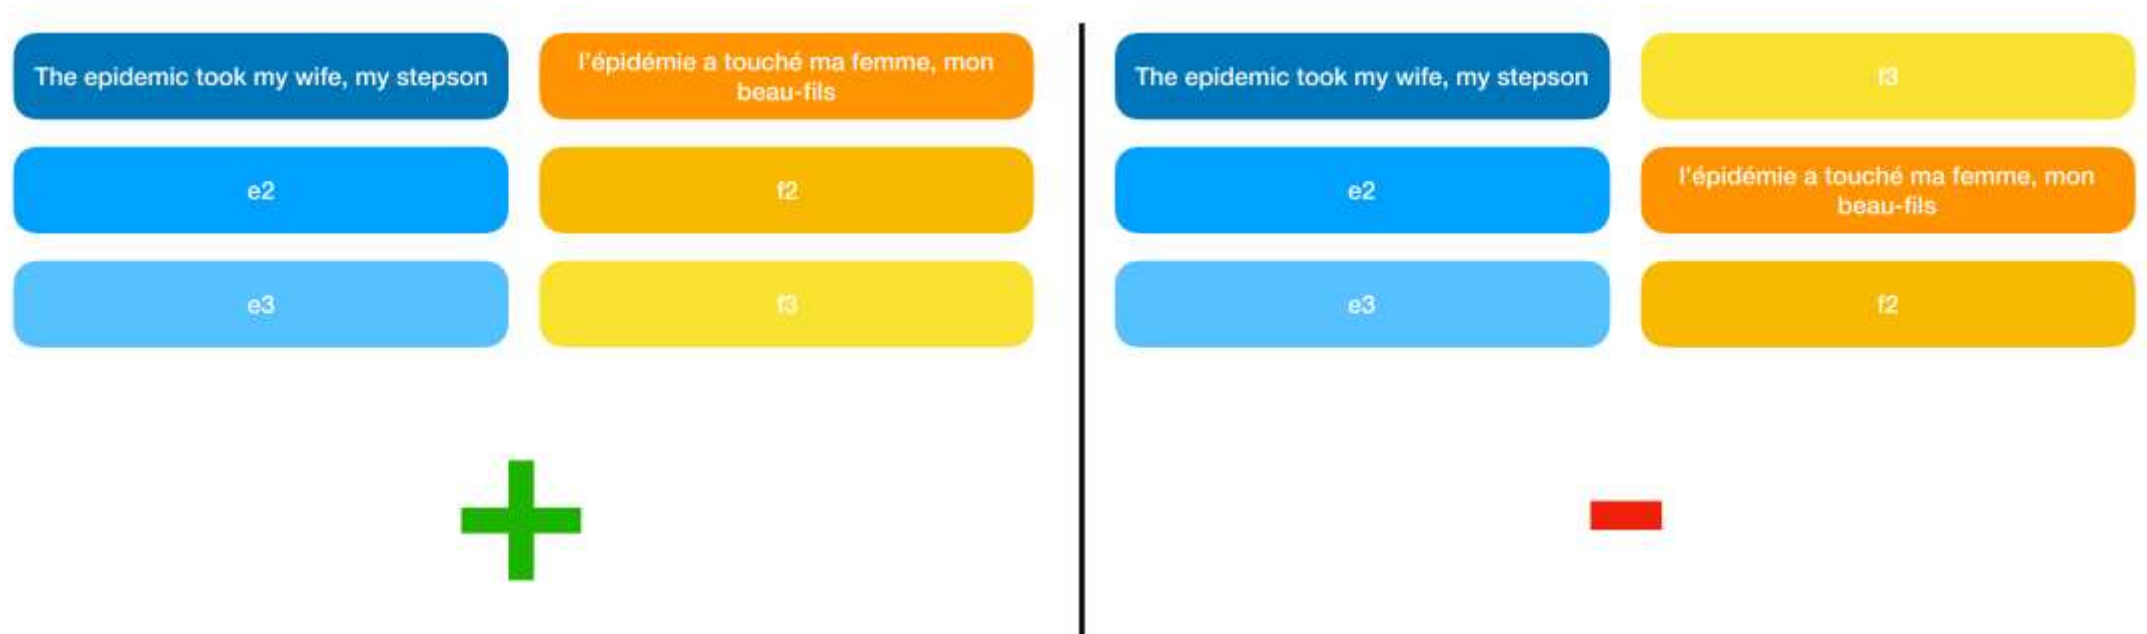 The epidemic took my wife, my stepson
l'épidémie a touché ma femme, mon
beau-fils
e2
f2
e3
f3
The epidemic took my wife, my stepson
f3
e2
l'épidémie a touché ma femme, mon
beau-fils
e3
f2